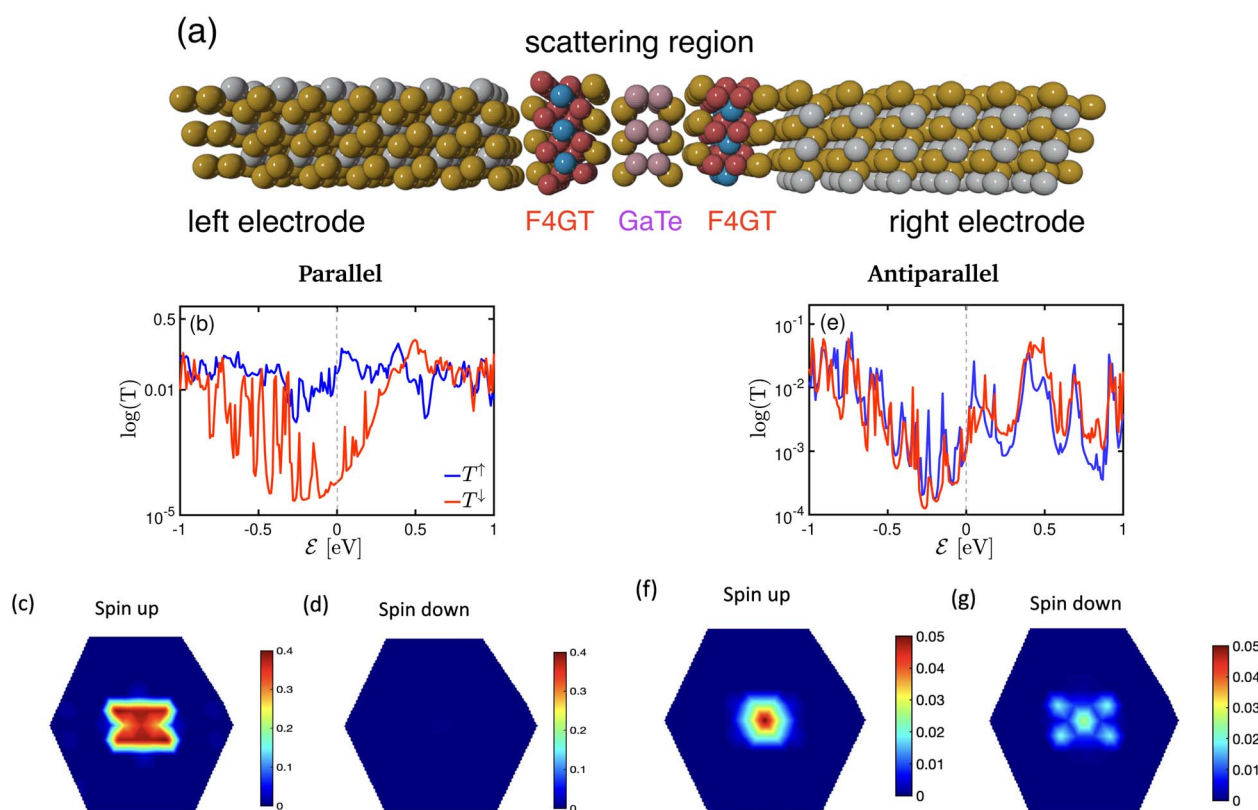 (a)
scattering region
left electrode
F4GT
GaTe
F4GT
right electrode
Parallel
Antiparallel
(b)
0.5
0.01
10^-5
log(T)
T↑
T↓
-1 -0.5 0 0.5 1
ℰ [eV]
(e)
10^-1
10^-2
10^-3
10^-4
log(T)
-1 -0.5 0 0.5 1
ℰ [eV]
(c)
Spin up
0.4
0.3
0.2
0.1
0
(d)
Spin down
0.4
0.3
0.2
0.1
0
(f)
Spin up
0.05
0.04
0.03
0.02
0.01
0
(g)
Spin down
0.05
0.04
0.03
0.02
0.01
0